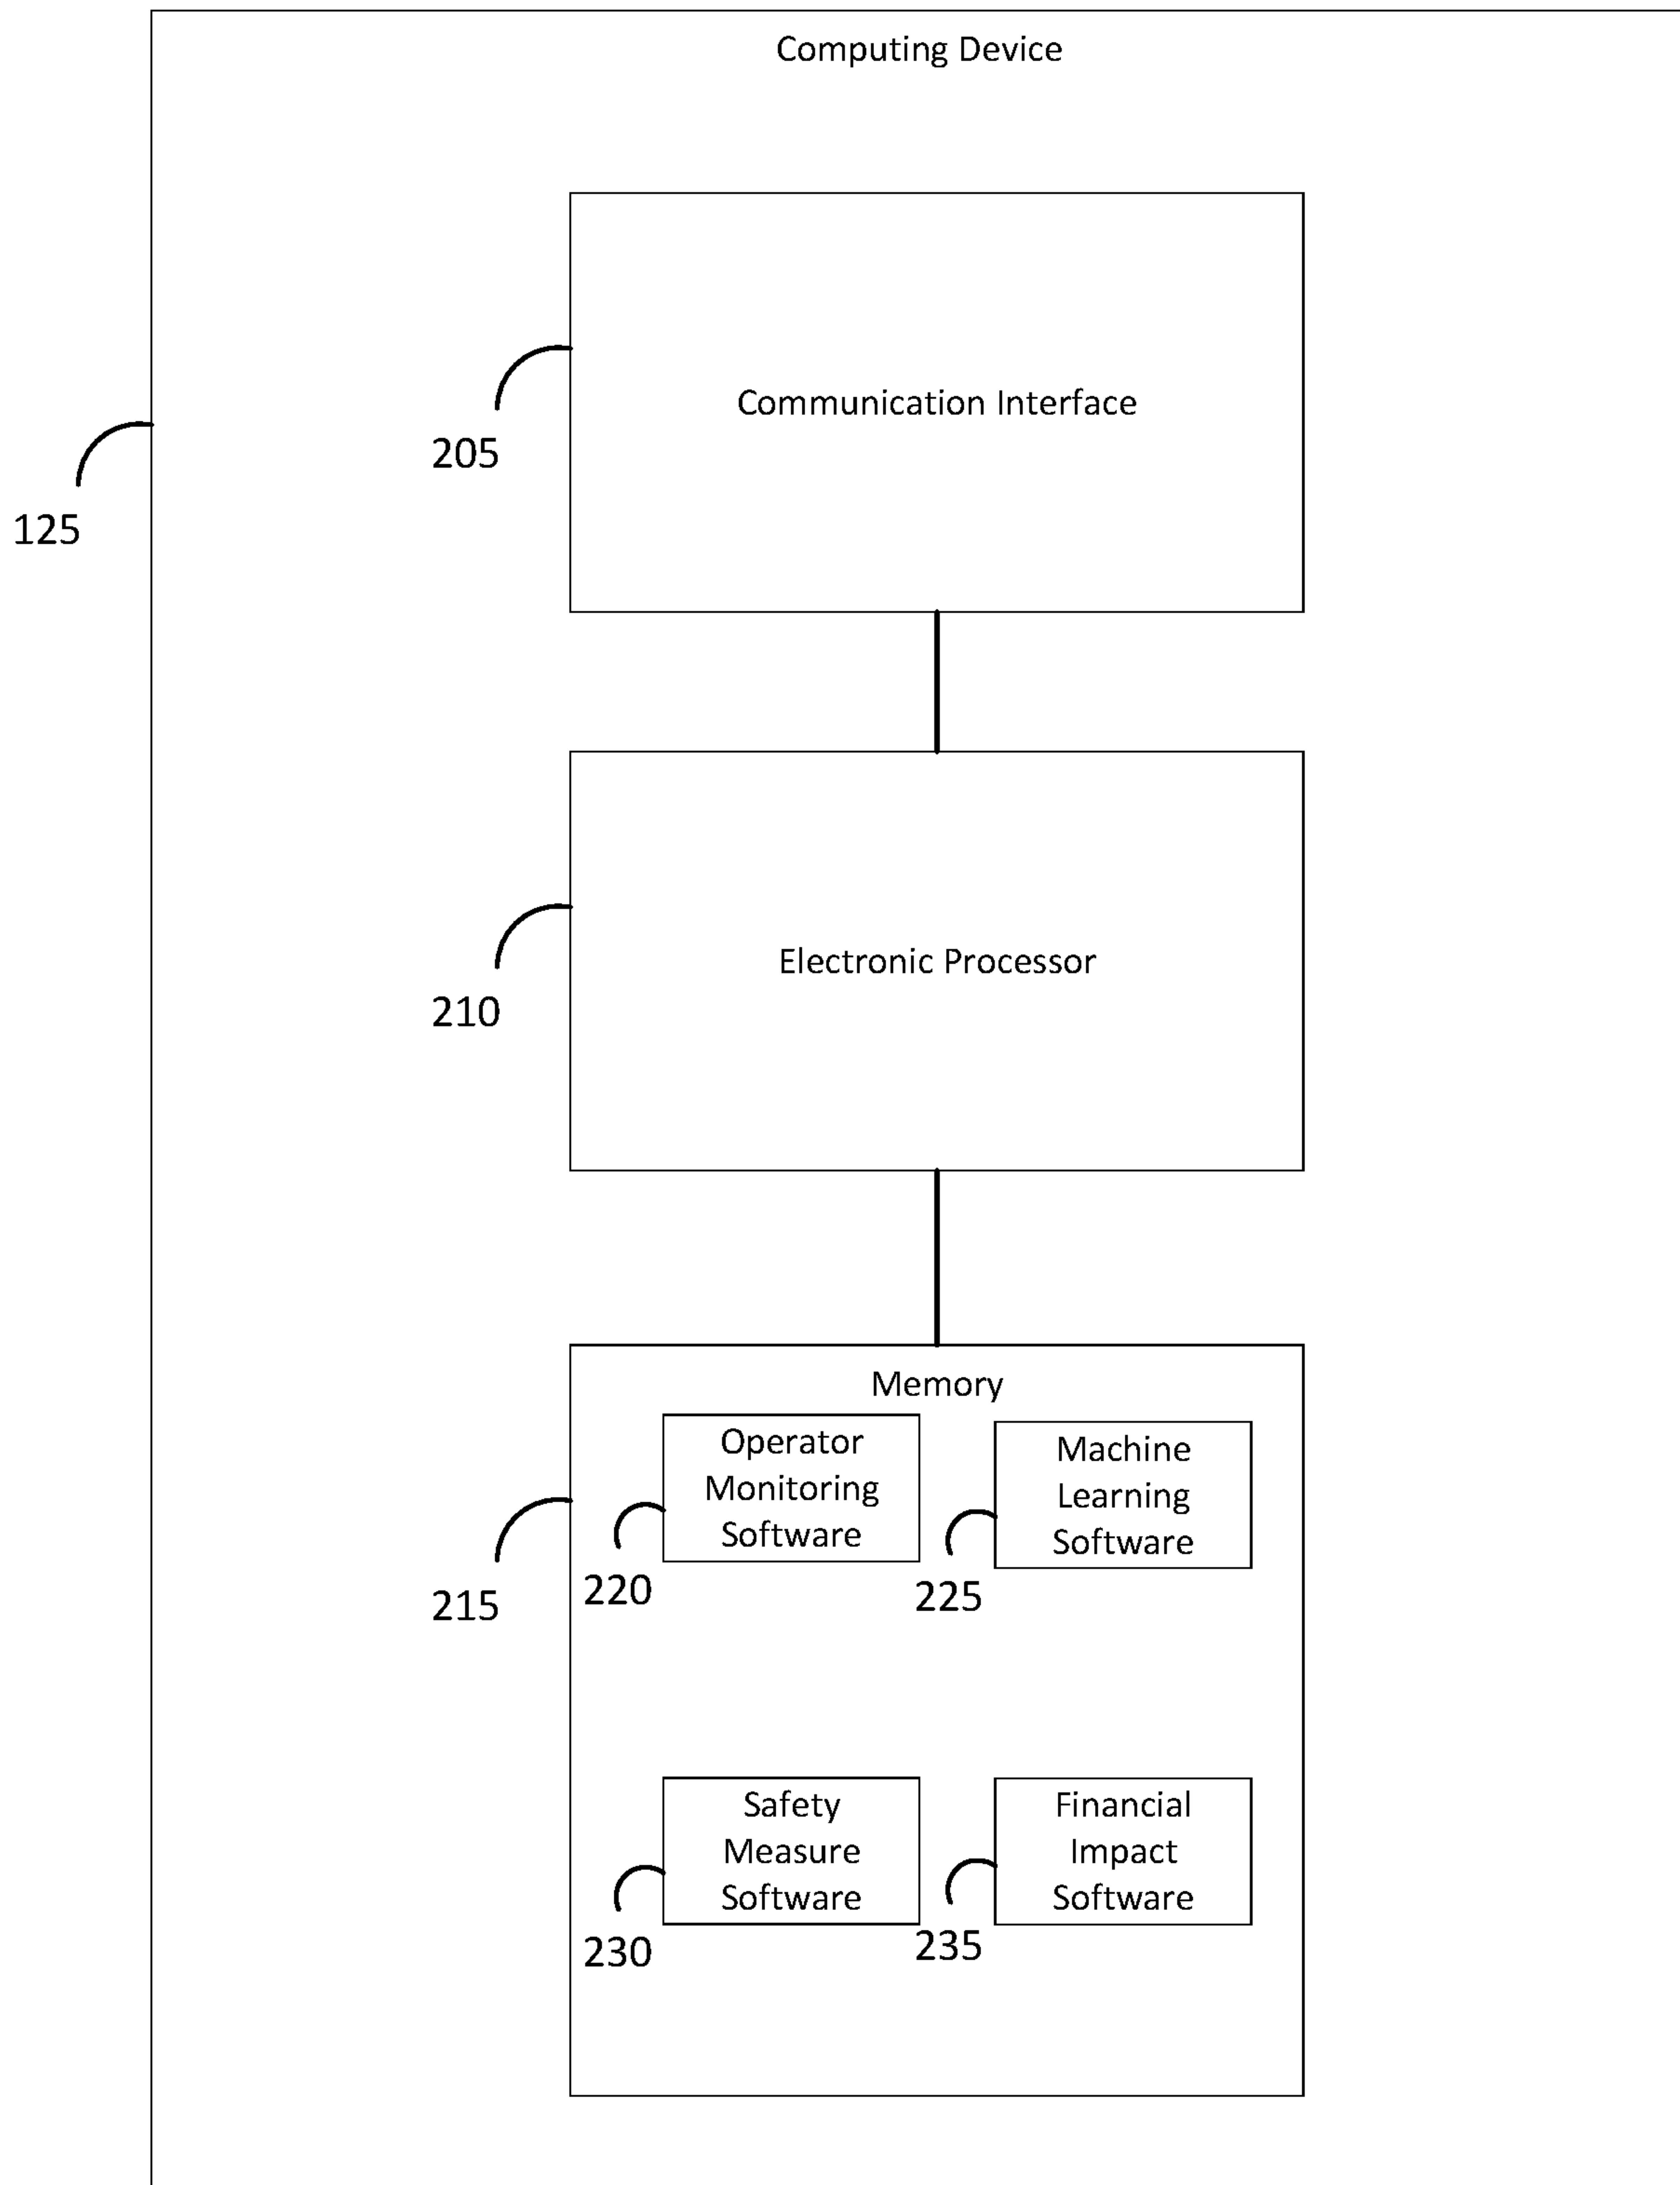 Computing Device
Communication Interface
205
125
Electronic Processor
210
Memory
Operator
Monitoring
Software
Machine
Learning
Software
215
220
225
Safety
Measure
Software
Financial
Impact
Software
230
235